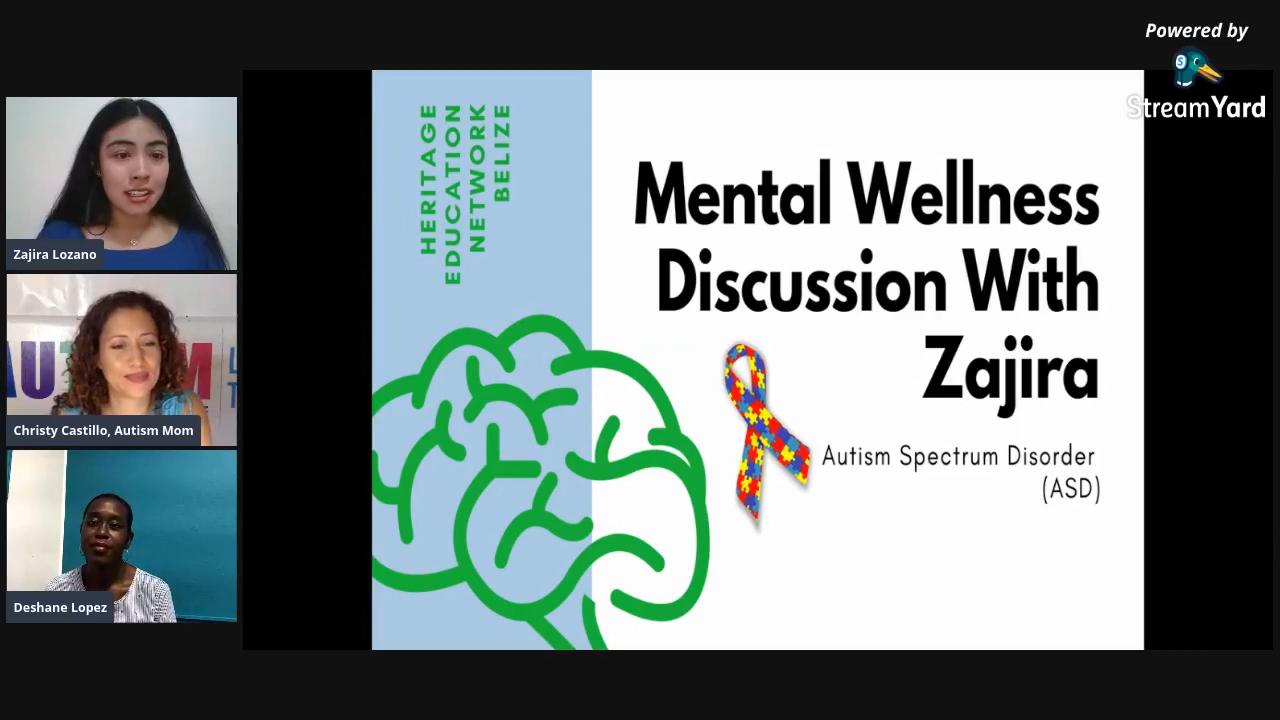 Powered by
StreamYard
Zajira Lozano
AU
M
L
T
Christy Castillo, Autism Mom
Deshane Lopez
HERITAGE
EDUCATION
NETWORK
BELIZE
Mental Wellness
Discussion With
Zajira
Autism Spectrum Disorder
(ASD)